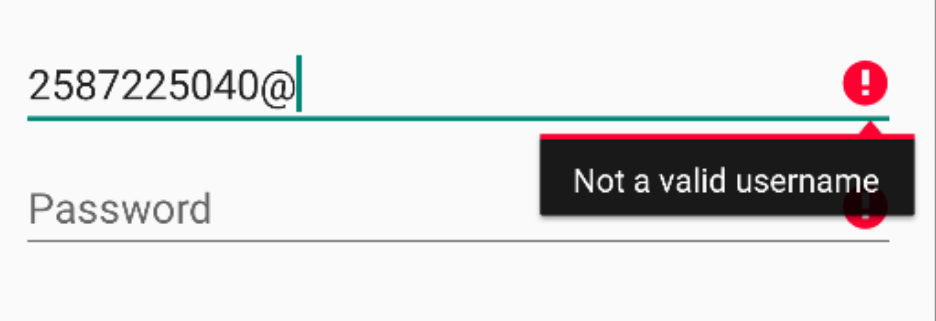 2587225040@
Not a valid username
Password